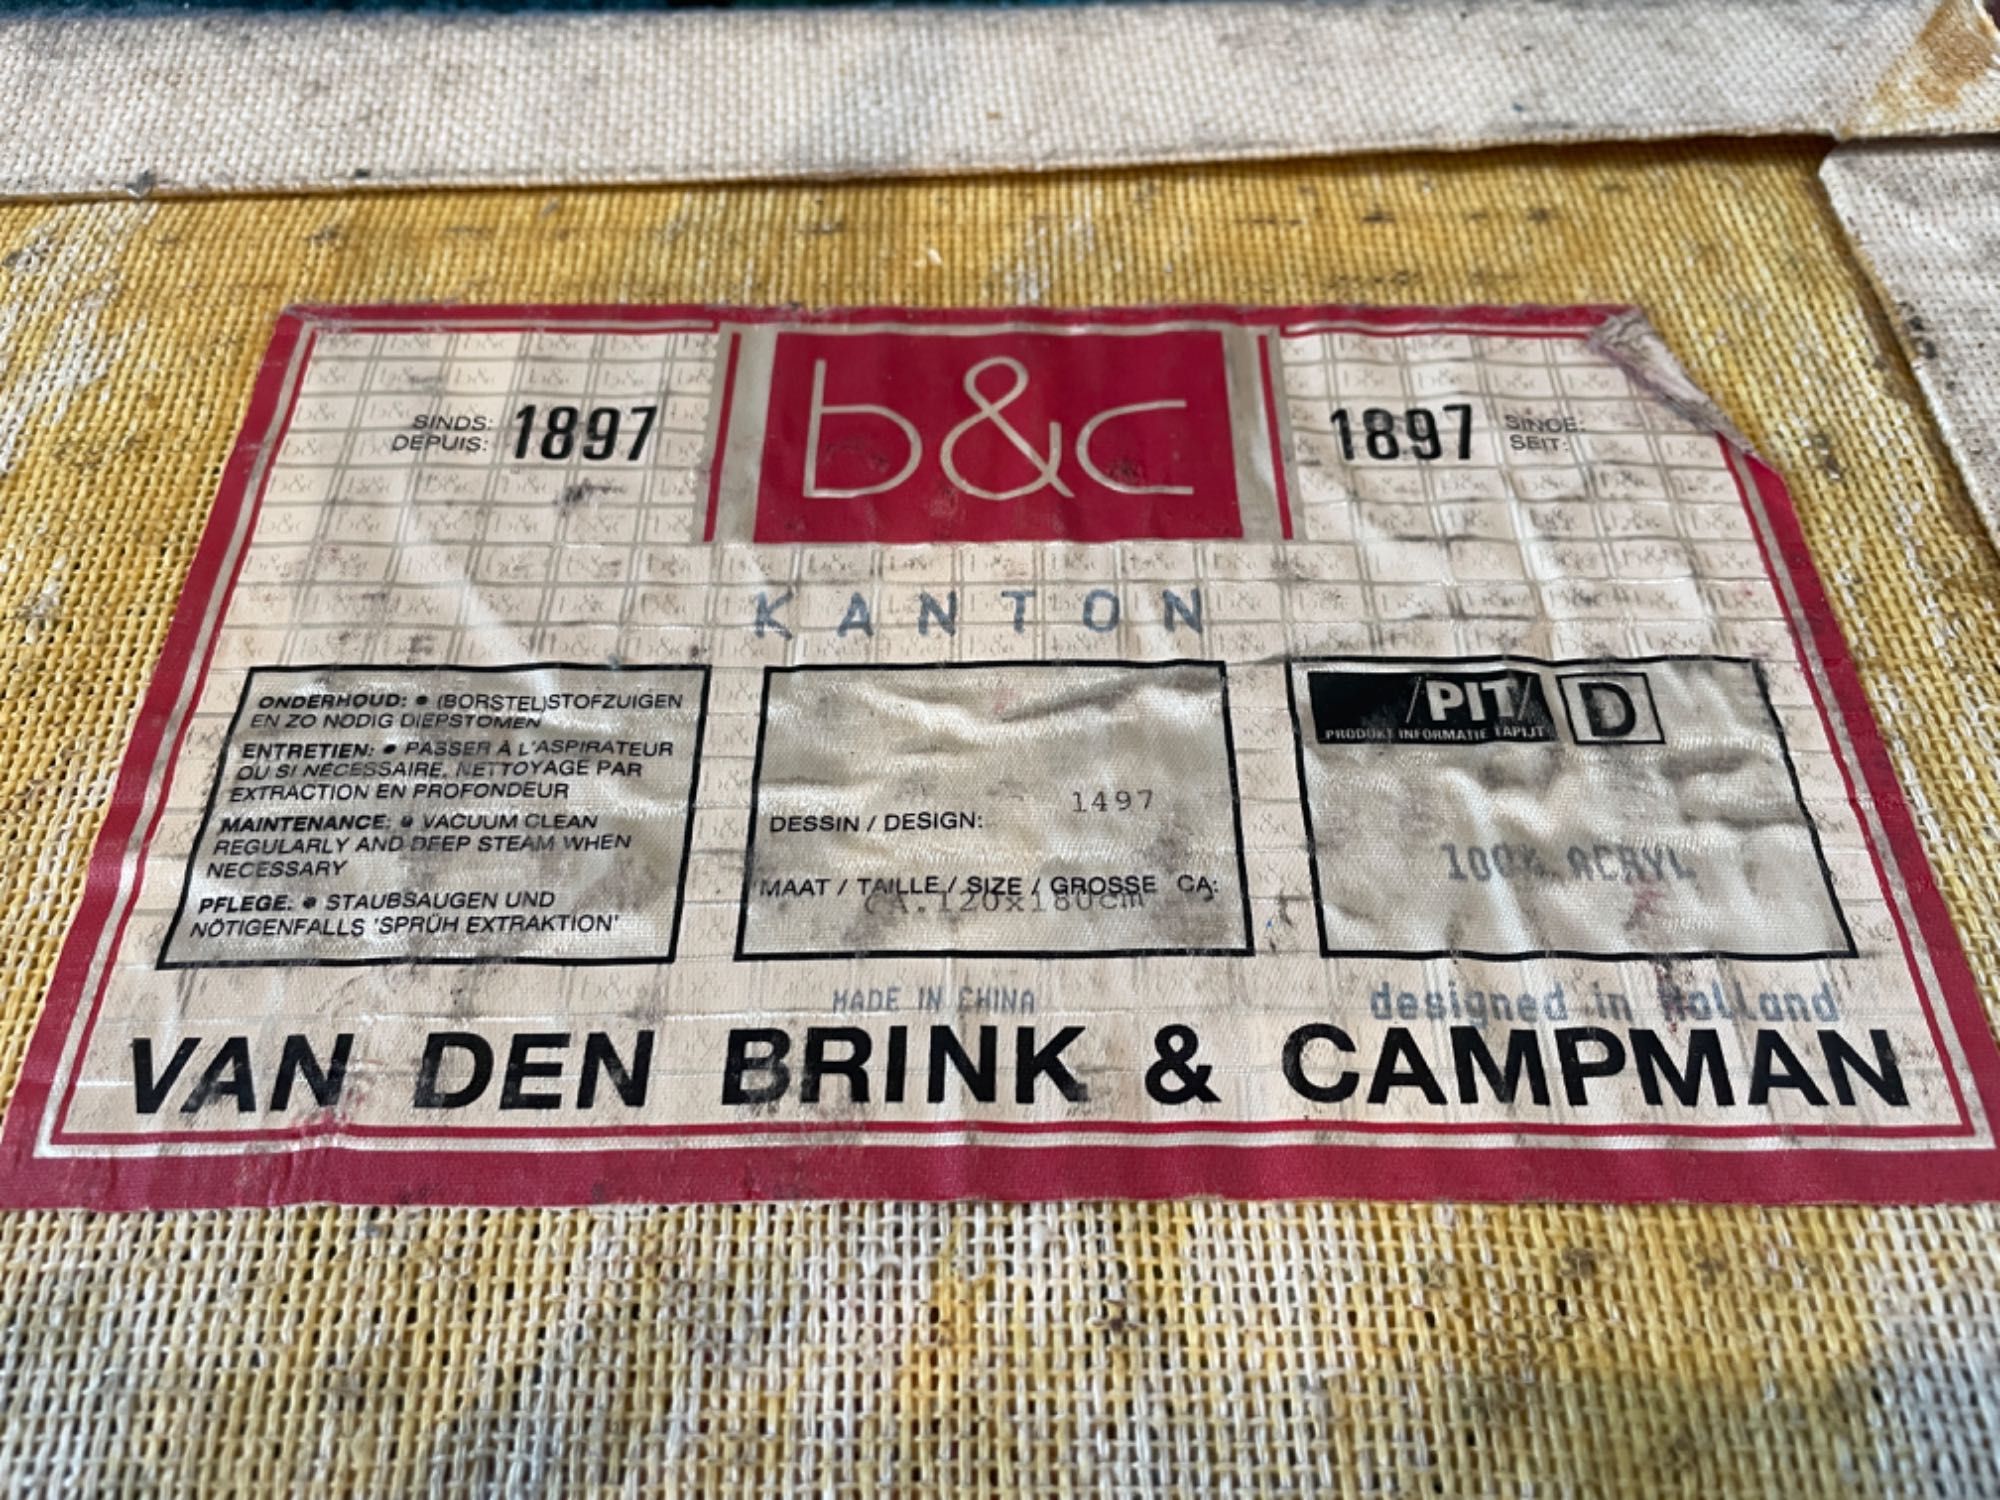 SINDS:
DEPUIS:
1897
b&c
1897
SINCE:
SEIT:
KANTON
ONDERHOUD: • (BORSTEL)STOFZUIGEN
EN ZO NODIG DIEPSTOMEN
ENTRETIEN: • PASSER À L'ASPIRATEUR
OU SI NÉCESSAIRE, NETTOYAGE PAR
EXTRACTION EN PROFONDEUR
MAINTENANCE: • VACUUM CLEAN
REGULARLY AND DEEP STEAM WHEN
NECESSARY
PFLEGE: • STAUBSAUGEN UND
NÖTIGENFALLS 'SPRÜH EXTRAKTION'
DESSIN / DESIGN: 1497
MAAT / TAILLE / SIZE / GROSSE CA:
CA.120x180cm
/PIT/ D
PRODUKT INFORMATIE TAPIJT
100% ACRYL
MADE IN CHINA
designed in Holland
VAN DEN BRINK & CAMPMAN